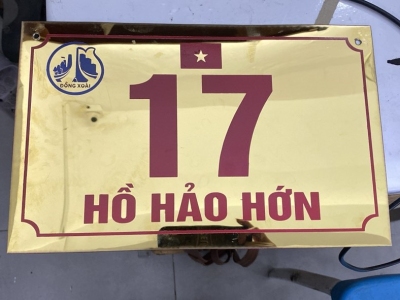 ĐỒNG XOÀI
17
HỒ HẢO HỚN